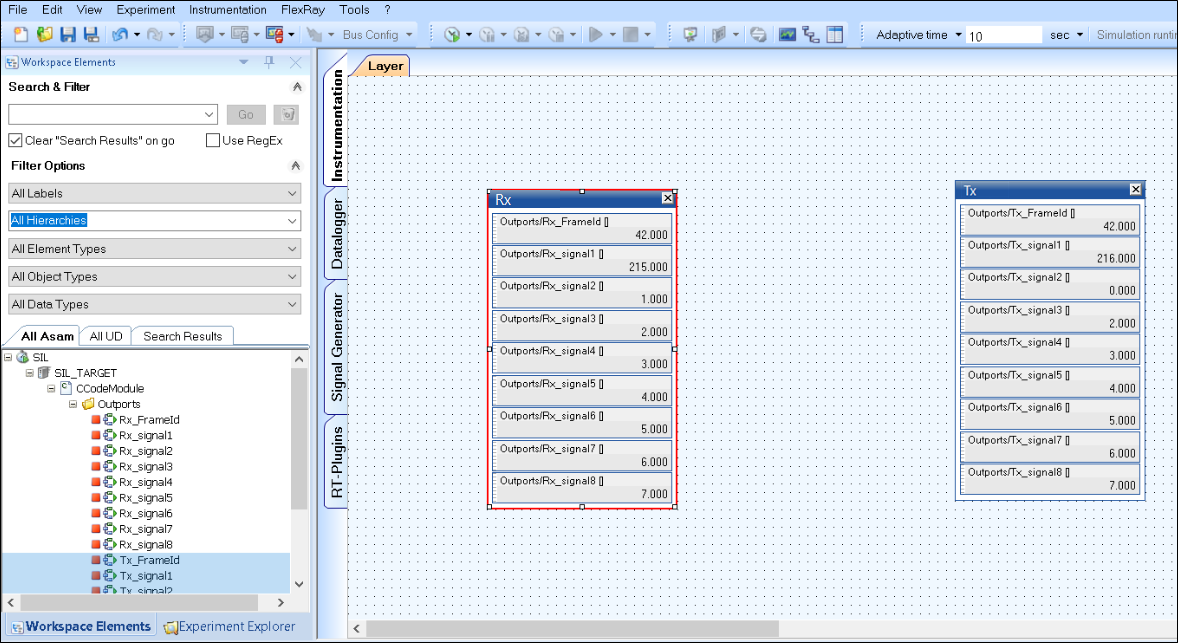 File Edit View Experiment Instrumentation FlexRay Tools ?
Bus Config Adaptive time 10 sec Simulation runti
Workspace Elements
Search & Filter
Go
Clear "Search Results" on go Use RegEx
Filter Options
All Labels
All Hierarchies
All Element Types
All Object Types
All Data Types
All Asam All UD Search Results
SIL
SIL_TARGET
CCodeModule
Outports
Rx_FrameId
Rx_signal1
Rx_signal2
Rx_signal3
Rx_signal4
Rx_signal5
Rx_signal6
Rx_signal7
Rx_signal8
Tx_FrameId
Tx_signal1
Tx_signal2
Workspace Elements Experiment Explorer
Instrumentation
Datalogger
Signal Generator
RT-Plugins
Layer
Rx
Outports/Rx_FrameId []
42.000
Outports/Rx_signal1 []
215.000
Outports/Rx_signal2 []
1.000
Outports/Rx_signal3 []
2.000
Outports/Rx_signal4 []
3.000
Outports/Rx_signal5 []
4.000
Outports/Rx_signal6 []
5.000
Outports/Rx_signal7 []
6.000
Outports/Rx_signal8 []
7.000
Tx
Outports/Tx_FrameId []
42.000
Outports/Tx_signal1 []
216.000
Outports/Tx_signal2 []
0.000
Outports/Tx_signal3 []
2.000
Outports/Tx_signal4 []
3.000
Outports/Tx_signal5 []
4.000
Outports/Tx_signal6 []
5.000
Outports/Tx_signal7 []
6.000
Outports/Tx_signal8 []
7.000